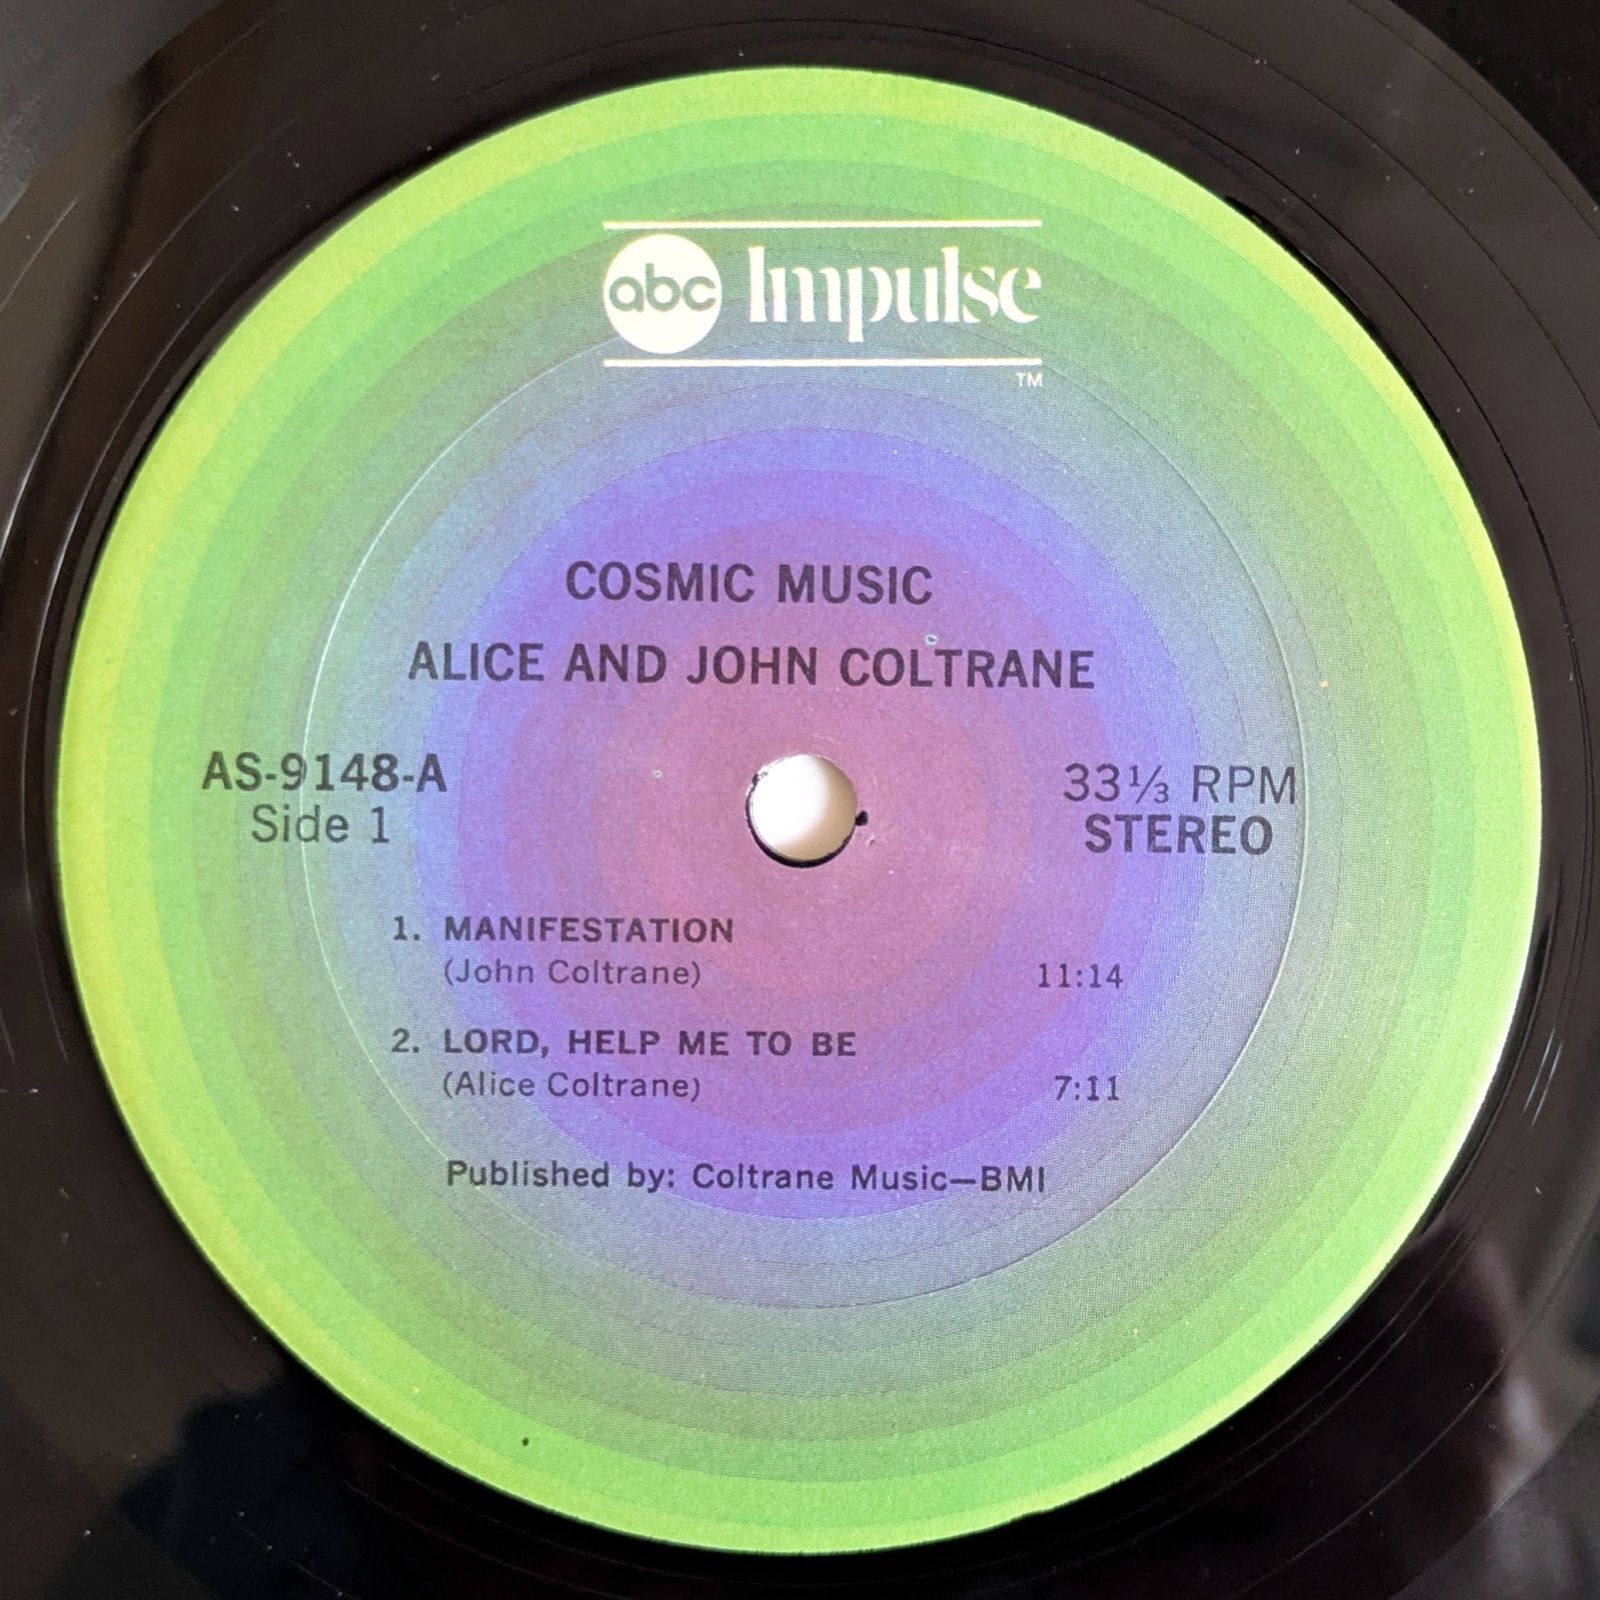 abc Impulse
TM
COSMIC MUSIC
ALICE AND JOHN COLTRANE
AS-9148-A
Side 1
33⅓ RPM
STEREO
1. MANIFESTATION
(John Coltrane) 11:14
2. LORD, HELP ME TO BE
(Alice Coltrane) 7:11
Published by: Coltrane Music—BMI